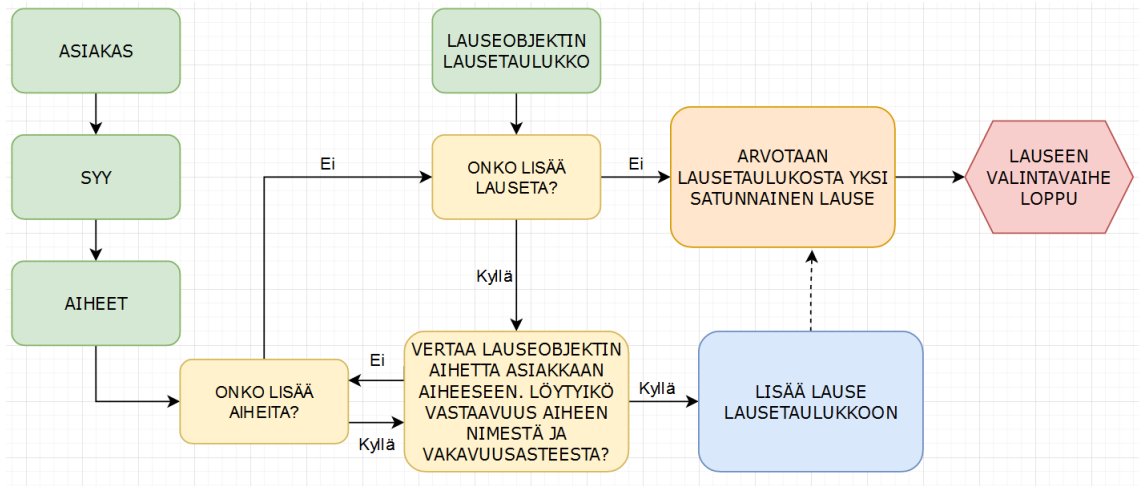 ASIAKAS
SYY
AIHEET
LAUSEOBJEKTIN
LAUSETAULUKKO
ONKO LISÄÄ
LAUSETA?
Ei
Ei
ARVOTAAN
LAUSETAULUKOSTA YKSI
SATUNNAINEN LAUSE
LAUSEEN
VALINTAVAIHE
LOPPU
Kyllä
ONKO LISÄÄ
AIHEITA?
Ei
Kyllä
VERTAA LAUSEOBJEKTIN
AIHETTA ASIAKKAAN
AIHEESEEN. LÖYTYIKÖ
VASTAAVUUS AIHEEN
NIMESTÄ JA
VAKAVUUSASTEESTA?
Kyllä
LISÄÄ LAUSE
LAUSETAULUKKOON